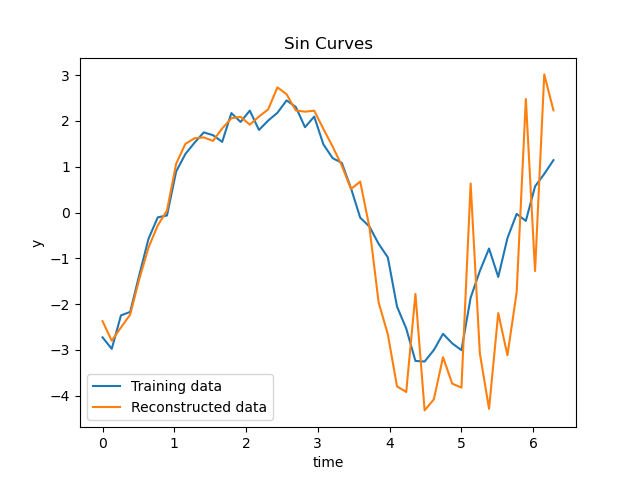 Sin Curves
3
2
1
0
−1
−2
−3
−4
y
Training data
Reconstructed data
0 1 2 3 4 5 6
time